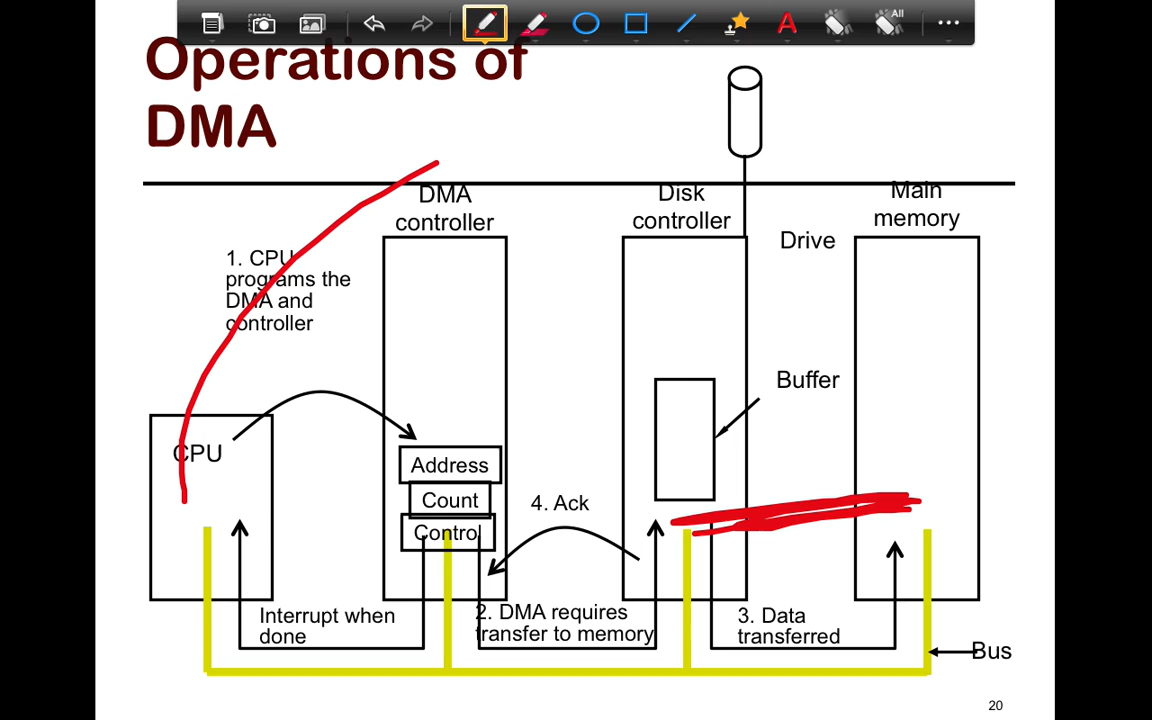 All
A
Operations of
DMA
DMA
controller
Disk
controller
Main
memory
Drive
1. CPU
programs the
DMA and
controller
Buffer
CPU
Address
Count
Control
4. Ack
Interrupt when
done
2. DMA requires
transfer to memory
3. Data
transferred
Bus
20